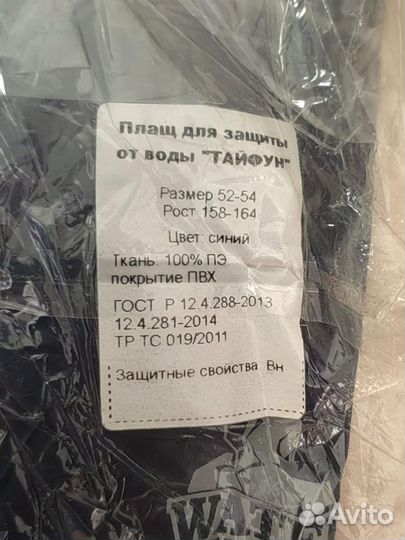 Плащ для защиты
от воды "ТАЙФУН"
Размер 52-54
Рост 158-164
Цвет: синий
Ткань: 100% ПЭ
покрытие ПВХ
ГОСТ Р 12.4.288-2013
12.4.281-2014
ТР ТС 019/2011
Защитные свойства: Вн
Avito